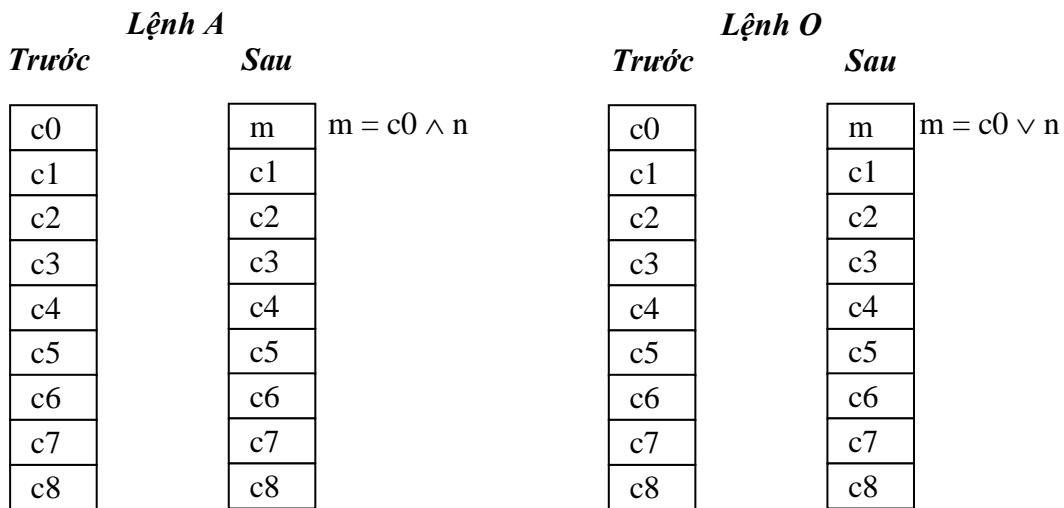 Lệnh A Lệnh O
Trước Sau Trước Sau
c0 m m = c0 ∧ n c0 m m = c0 ∨ n
c1 c1 c1 c1
c2 c2 c2 c2
c3 c3 c3 c3
c4 c4 c4 c4
c5 c5 c5 c5
c6 c6 c6 c6
c7 c7 c7 c7
c8 c8 c8 c8